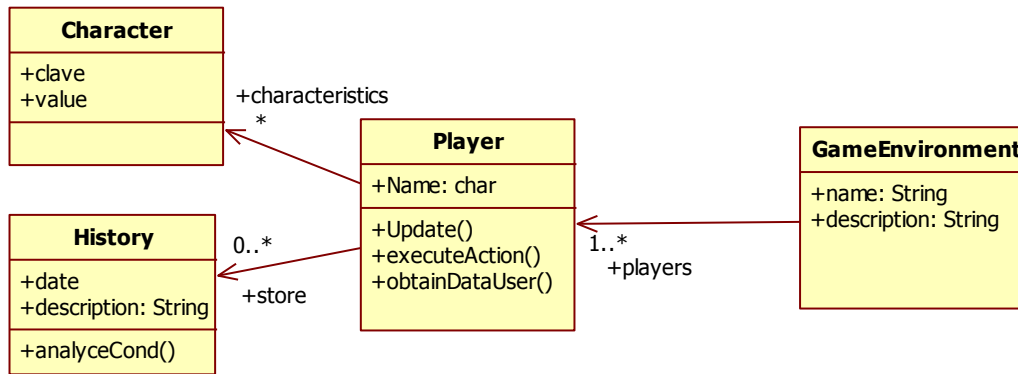 Character
+clave
+value
+characteristics
*
Player
+Name: char
+Update()
+executeAction()
+obtainDataUser()
GameEnvironment
+name: String
+description: String
1..*
+players
History
+date
+description: String
+analyceCond()
0..*
+store